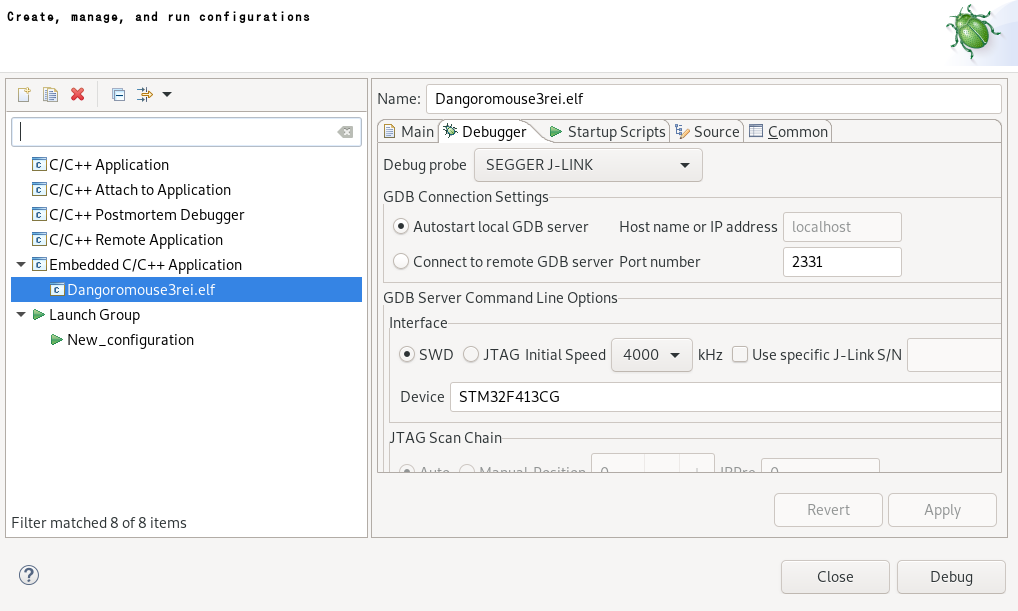 Create, manage, and run configurations
Name: Dangoromouse3rei.elf
Main Debugger Startup Scripts Source Common
C/C++ Application
C/C++ Attach to Application
C/C++ Postmortem Debugger
C/C++ Remote Application
Embedded C/C++ Application
Dangoromouse3rei.elf
Launch Group
New_configuration
Filter matched 8 of 8 items
Debug probe SEGGER J-LINK
GDB Connection Settings
Autostart local GDB server Host name or IP address localhost
Connect to remote GDB server Port number 2331
GDB Server Command Line Options
Interface
SWD JTAG Initial Speed 4000 kHz Use specific J-Link S/N
Device STM32F413CG
JTAG Scan Chain
Auto Manual Position 0 IRPre 0
Revert Apply
Close Debug